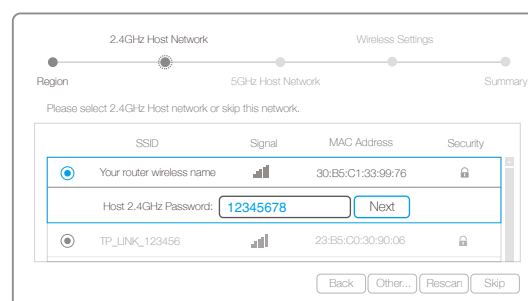 2.4GHz Host Network Wireless Settings
Region 5GHz Host Network Summary
Please select 2.4GHz Host network or skip this network.
SSID Signal MAC Address Security
Your router wireless name 30:B5:C1:33:99:76
Host 2.4GHz Password: 12345678 Next
TP_LINK_123456 23:B5:C0:30:90:06
Back Other... Rescan Skip